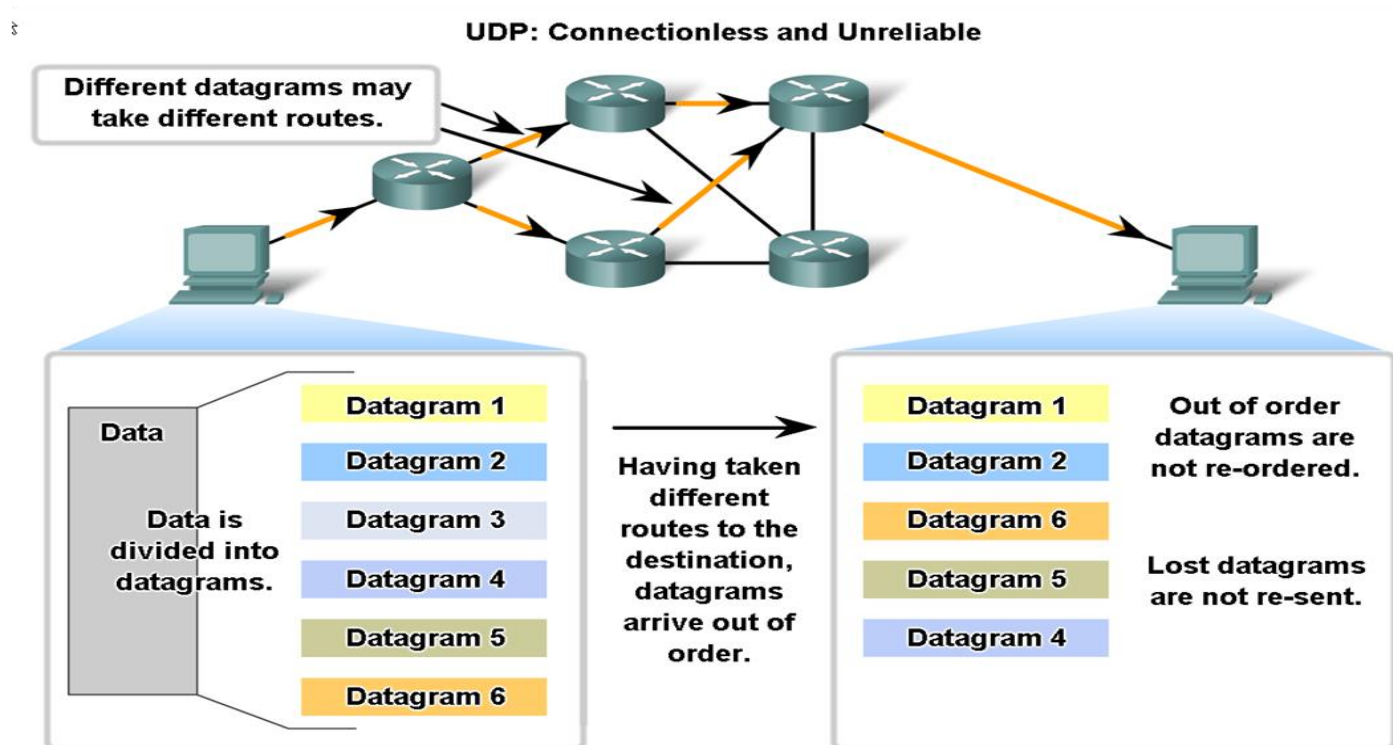 UDP: Connectionless and Unreliable
Different datagrams may
take different routes.
Data
Data is
divided into
datagrams.
Datagram 1
Datagram 2
Datagram 3
Datagram 4
Datagram 5
Datagram 6
Having taken
different
routes to the
destination,
datagrams
arrive out of
order.
Datagram 1
Datagram 2
Datagram 6
Datagram 5
Datagram 4
Out of order
datagrams are
not re-ordered.
Lost datagrams
are not re-sent.